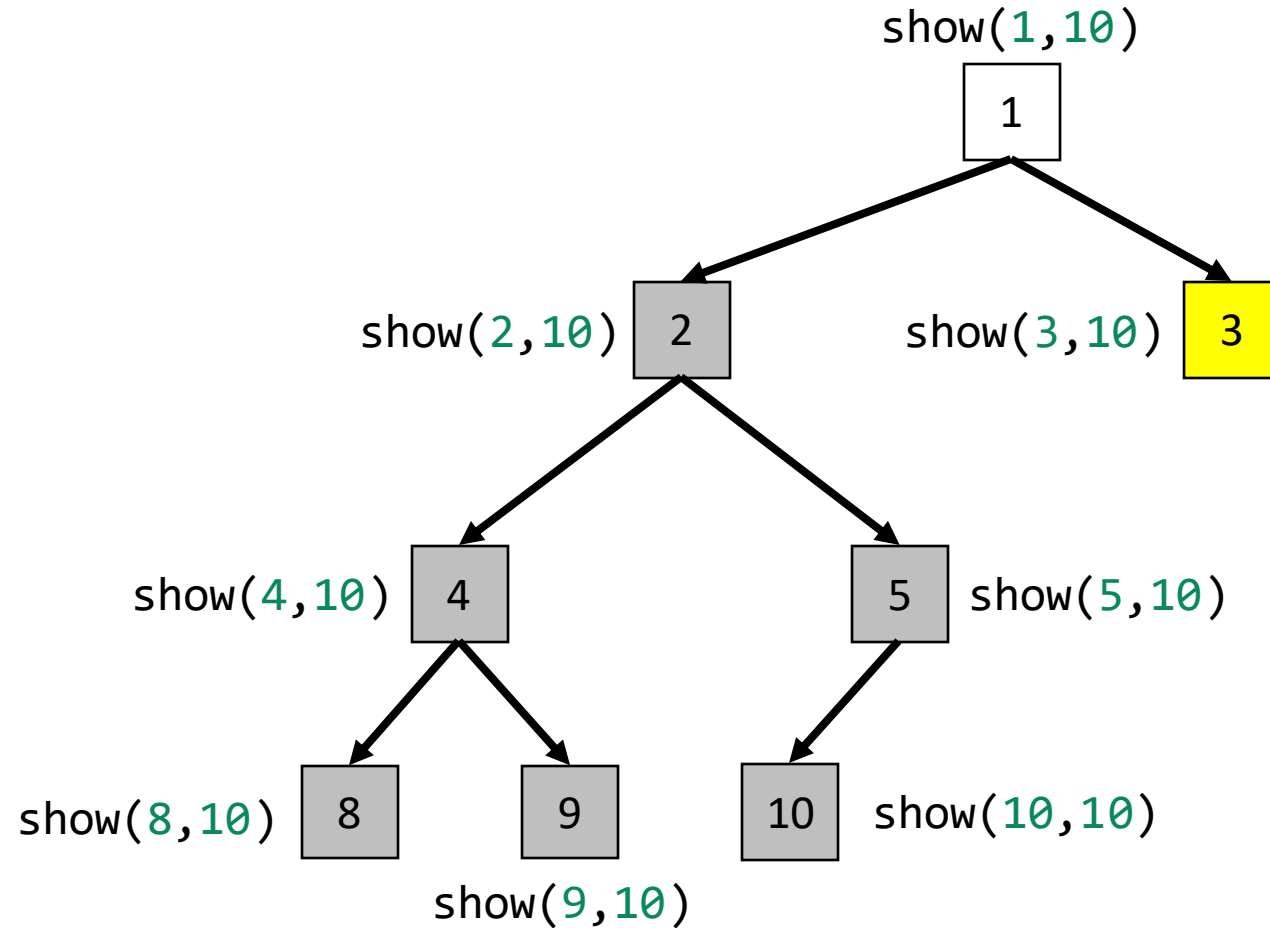 show(1,10)
1
show(2,10) 2 show(3,10) 3
show(4,10) 4 5 show(5,10)
show(8,10) 8 9 10 show(10,10)
show(9,10)